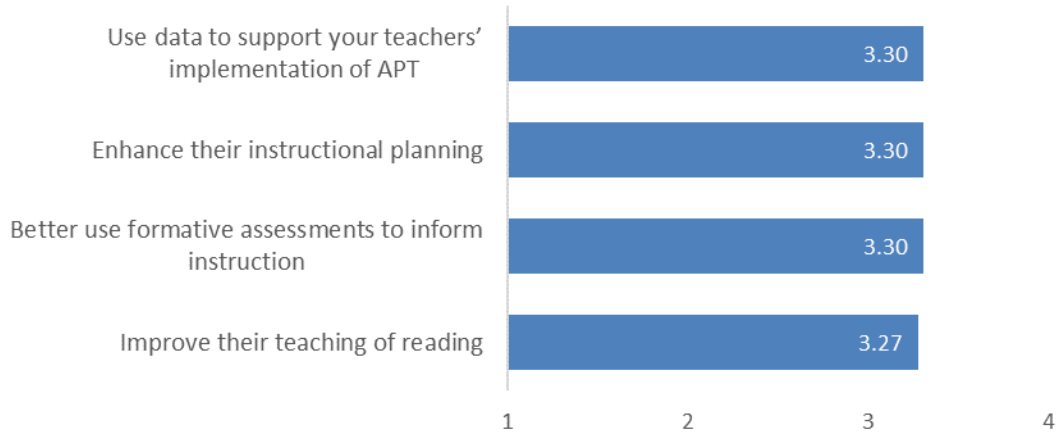 Use data to support your teachers’
implementation of APT
3.30
Enhance their instructional planning
3.30
Better use formative assessments to inform
instruction
3.30
Improve their teaching of reading
3.27
1 2 3 4